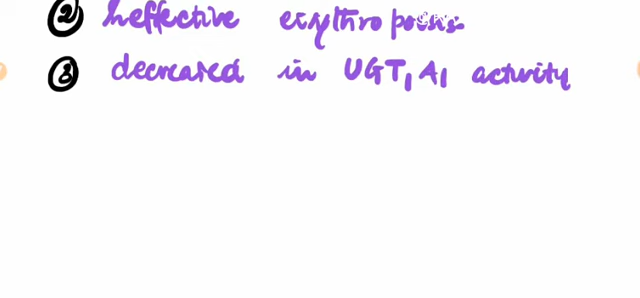 ② Ineffective erythropoesis
③ decreased in UGT1A1 activity